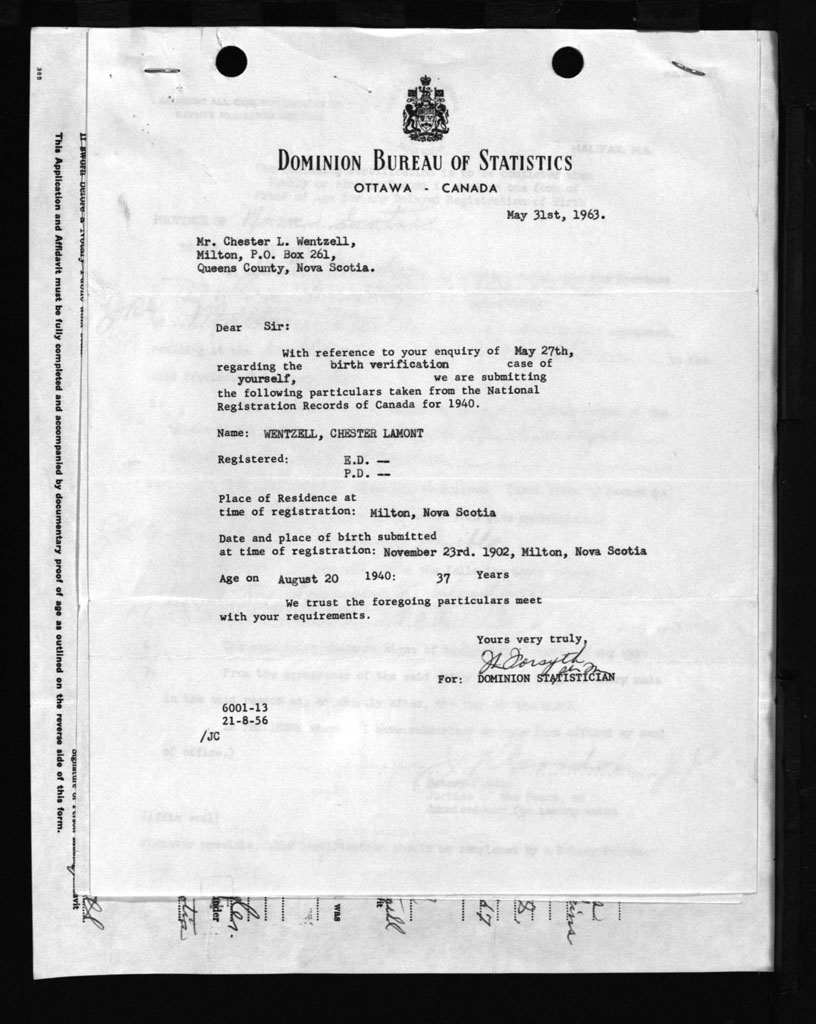 DOMINION BUREAU OF STATISTICS
OTTAWA - CANADA
May 31st, 1963.
Mr. Chester L. Wentzell,
Milton, P.O. Box 261,
Queens County, Nova Scotia.
Dear Sir:
With reference to your enquiry of May 27th,
regarding the birth verification case of
yourself, we are submitting
the following particulars taken from the National
Registration Records of Canada for 1940.
Name: WENTZELL, CHESTER LAMONT
Registered: E.D. --
P.D. --
Place of Residence at
time of registration: Milton, Nova Scotia
Date and place of birth submitted
at time of registration: November 23rd. 1902, Milton, Nova Scotia
Age on August 20 1940: 37 Years
We trust the foregoing particulars meet
with your requirements.
Yours very truly,
For: DOMINION STATISTICIAN
6001-13
21-8-56
/JC
This Application and Affidavit must be fully completed and accompanied by documentary proof of age as outlined on the reverse side of this form.
was